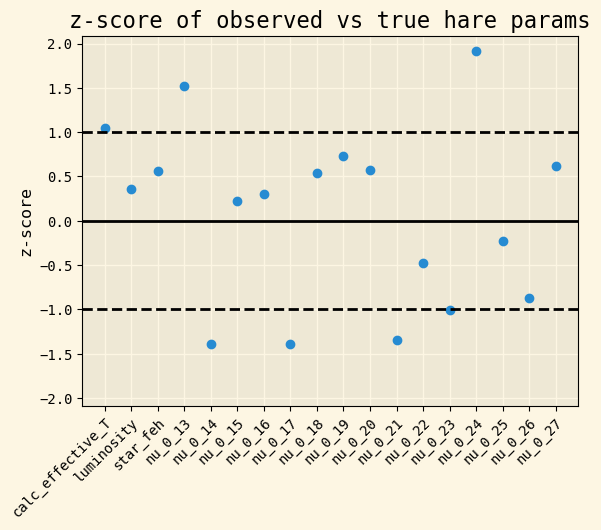 z-score of observed vs true hare params
z-score
2.0
1.5
1.0
0.5
0.0
−0.5
−1.0
−1.5
−2.0
calc_effective_T
luminosity
star_feh
nu_0_13
nu_0_14
nu_0_15
nu_0_16
nu_0_17
nu_0_18
nu_0_19
nu_0_20
nu_0_21
nu_0_22
nu_0_23
nu_0_24
nu_0_25
nu_0_26
nu_0_27